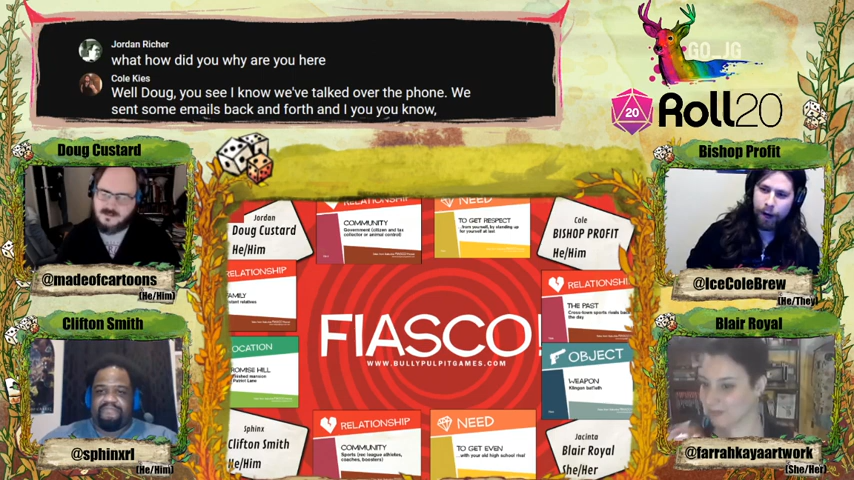 Jordan Richer
what how did you why are you here
Cole Kies
Well Doug, you see I know we've talked over the phone. We
sent some emails back and forth and I you you know,
GO JG
20
Roll20
Doug Custard
@madeofcartoons
(He/Him)
Bishop Profit
@IceColeBrew
(He/They)
Clifton Smith
@sphinxrl
(He/Him)
Blair Royal
@farrahkayaartwork
(She/Her)
Jordan
Doug Custard
He/Him
RELATIONSHIP
COMMUNITY
Government (citizen and tax
collector or animal control)
NEED
TO GET RESPECT
...from yourself, by standing up
for yourself at last
Cole
BISHOP PROFIT
He/Him
RELATIONSHIP
FAMILY
RELATIONSHI
THE PAST
Cross-town sports rivals back
the day
FIASCO!
WWW.BULLYPULPITGAMES.COM
OCATION
ROMISE HILL
OBJECT
WEAPON
Klingon bat'leth
Sphinx
Clifton Smith
He/Him
RELATIONSHIP
COMMUNITY
Sports (rec league athletes,
coaches, boosters)
NEED
TO GET EVEN
...with your old high school rival
Jacinta
Blair Royal
She/Her